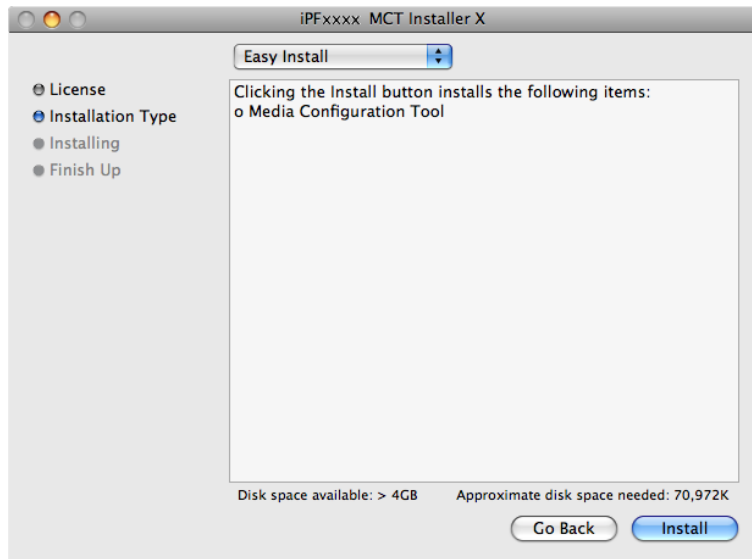 iPFxxxx MCT Installer X
Easy Install
License
Installation Type
Installing
Finish Up
Clicking the Install button installs the following items:
o Media Configuration Tool
Disk space available: > 4GB
Approximate disk space needed: 70,972K
Go Back
Install